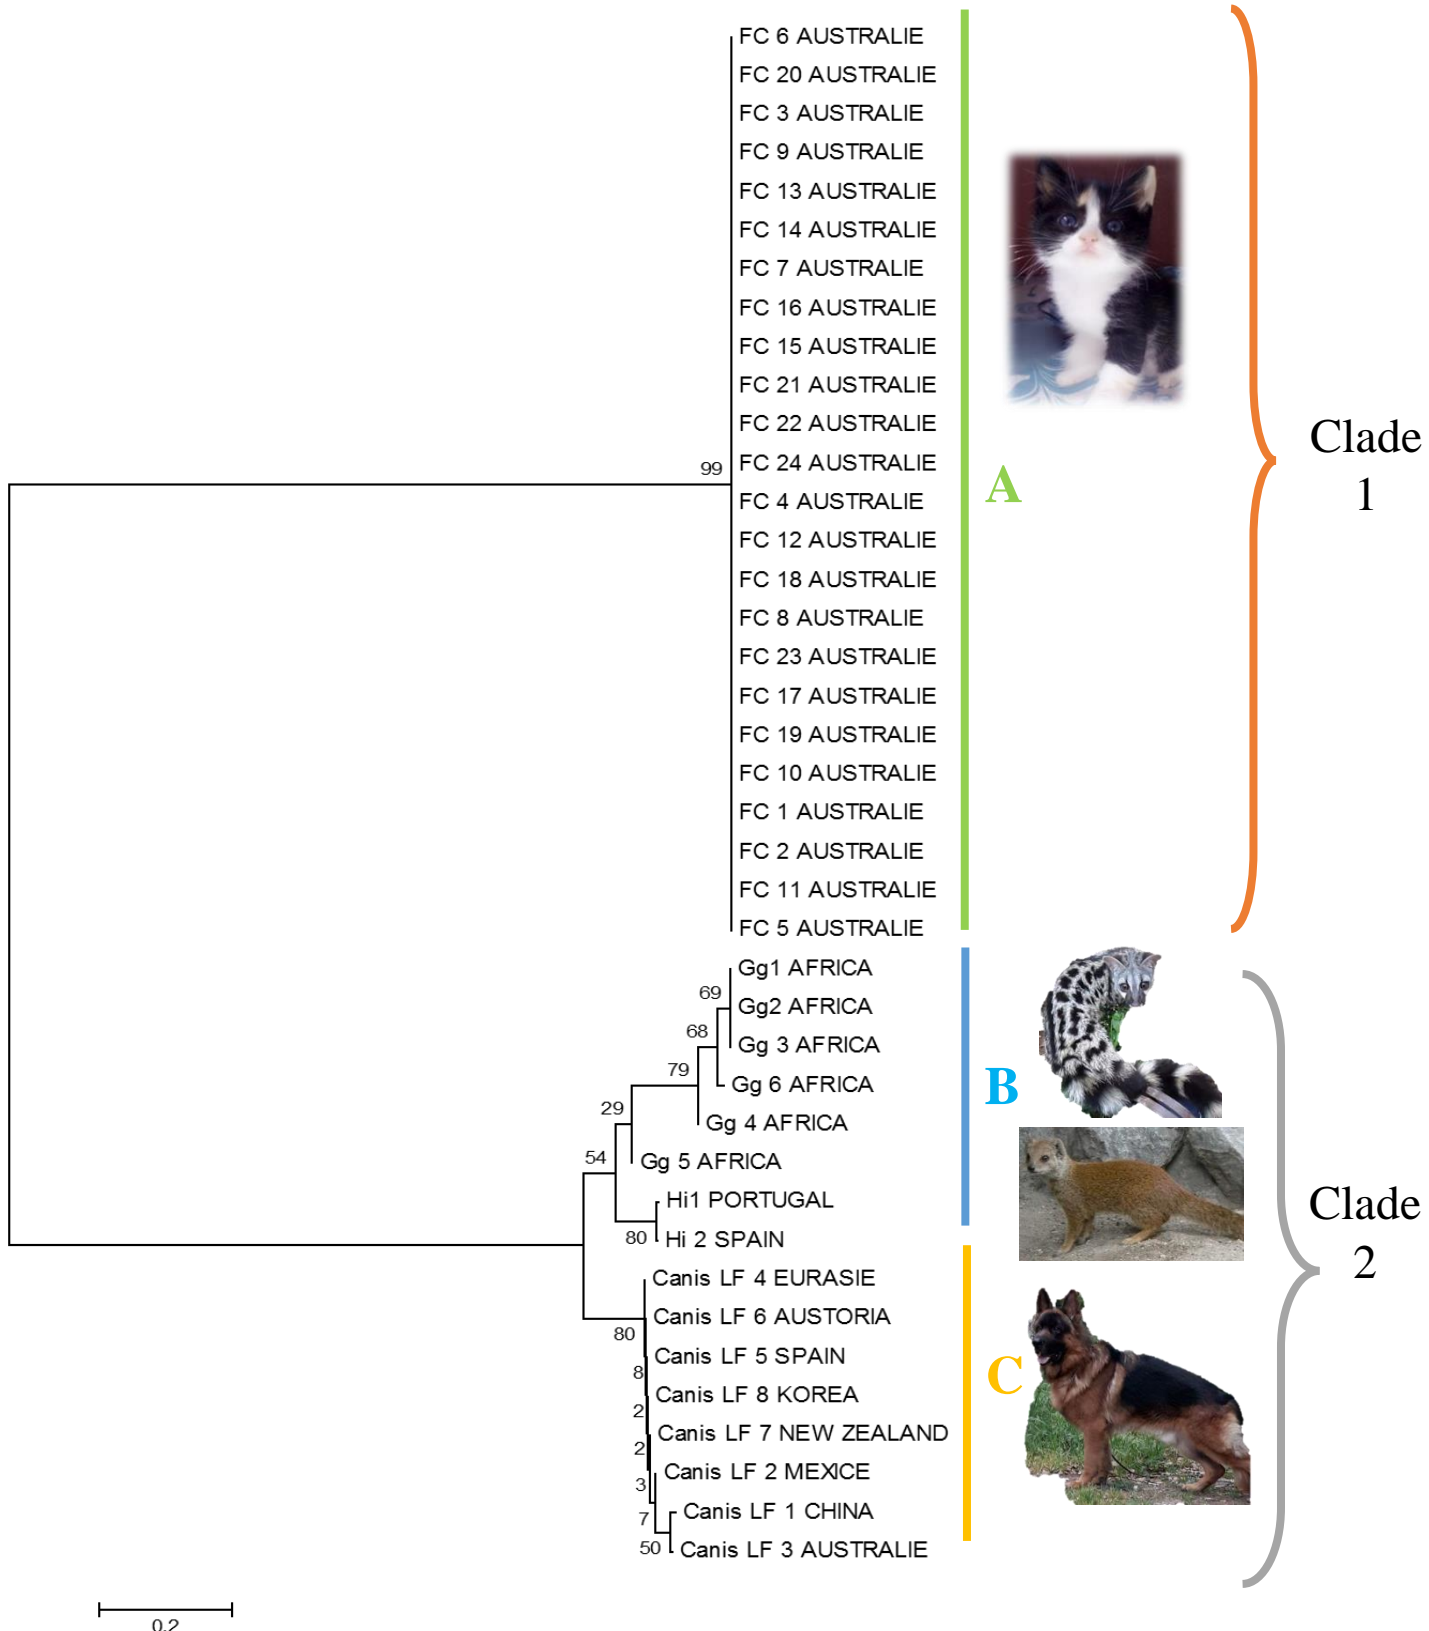 FC 6 AUSTRALIE
FC 20 AUSTRALIE
FC 3 AUSTRALIE
FC 9 AUSTRALIE
FC 13 AUSTRALIE
FC 14 AUSTRALIE
FC 7 AUSTRALIE
FC 16 AUSTRALIE
FC 15 AUSTRALIE
FC 21 AUSTRALIE
FC 22 AUSTRALIE
FC 24 AUSTRALIE
FC 4 AUSTRALIE
FC 12 AUSTRALIE
FC 18 AUSTRALIE
FC 8 AUSTRALIE
FC 23 AUSTRALIE
FC 17 AUSTRALIE
FC 19 AUSTRALIE
FC 10 AUSTRALIE
FC 1 AUSTRALIE
FC 2 AUSTRALIE
FC 11 AUSTRALIE
FC 5 AUSTRALIE
99
A
Clade
1
Gg1 AFRICA
Gg2 AFRICA
Gg 3 AFRICA
Gg 6 AFRICA
Gg 4 AFRICA
Gg 5 AFRICA
Hi1 PORTUGAL
Hi 2 SPAIN
69
68
79
29
54
80
B
Clade
2
Canis LF 4 EURASIE
Canis LF 6 AUSTORIA
Canis LF 5 SPAIN
Canis LF 8 KOREA
Canis LF 7 NEW ZEALAND
Canis LF 2 MEXICE
Canis LF 1 CHINA
Canis LF 3 AUSTRALIE
80
8
2
2
3
7
50
C
0.2